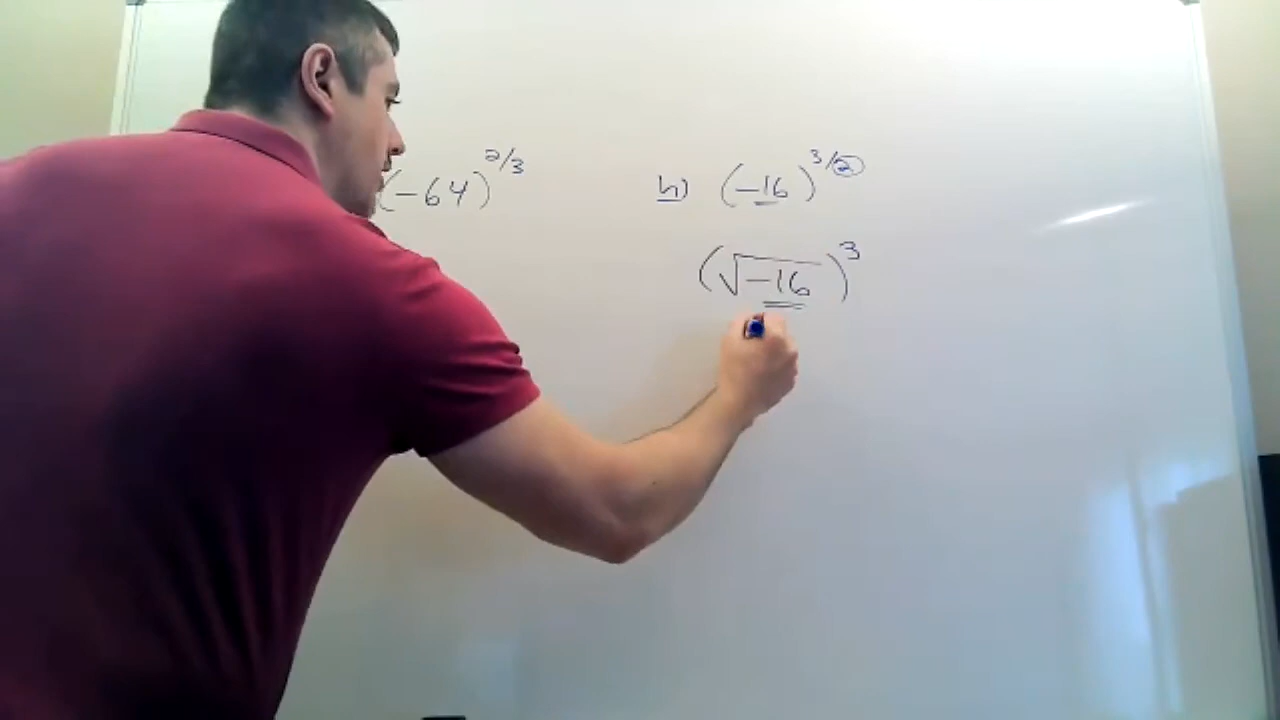 (-64)^{2/3}
h) (-16)^{3/2}
(√-16)^3